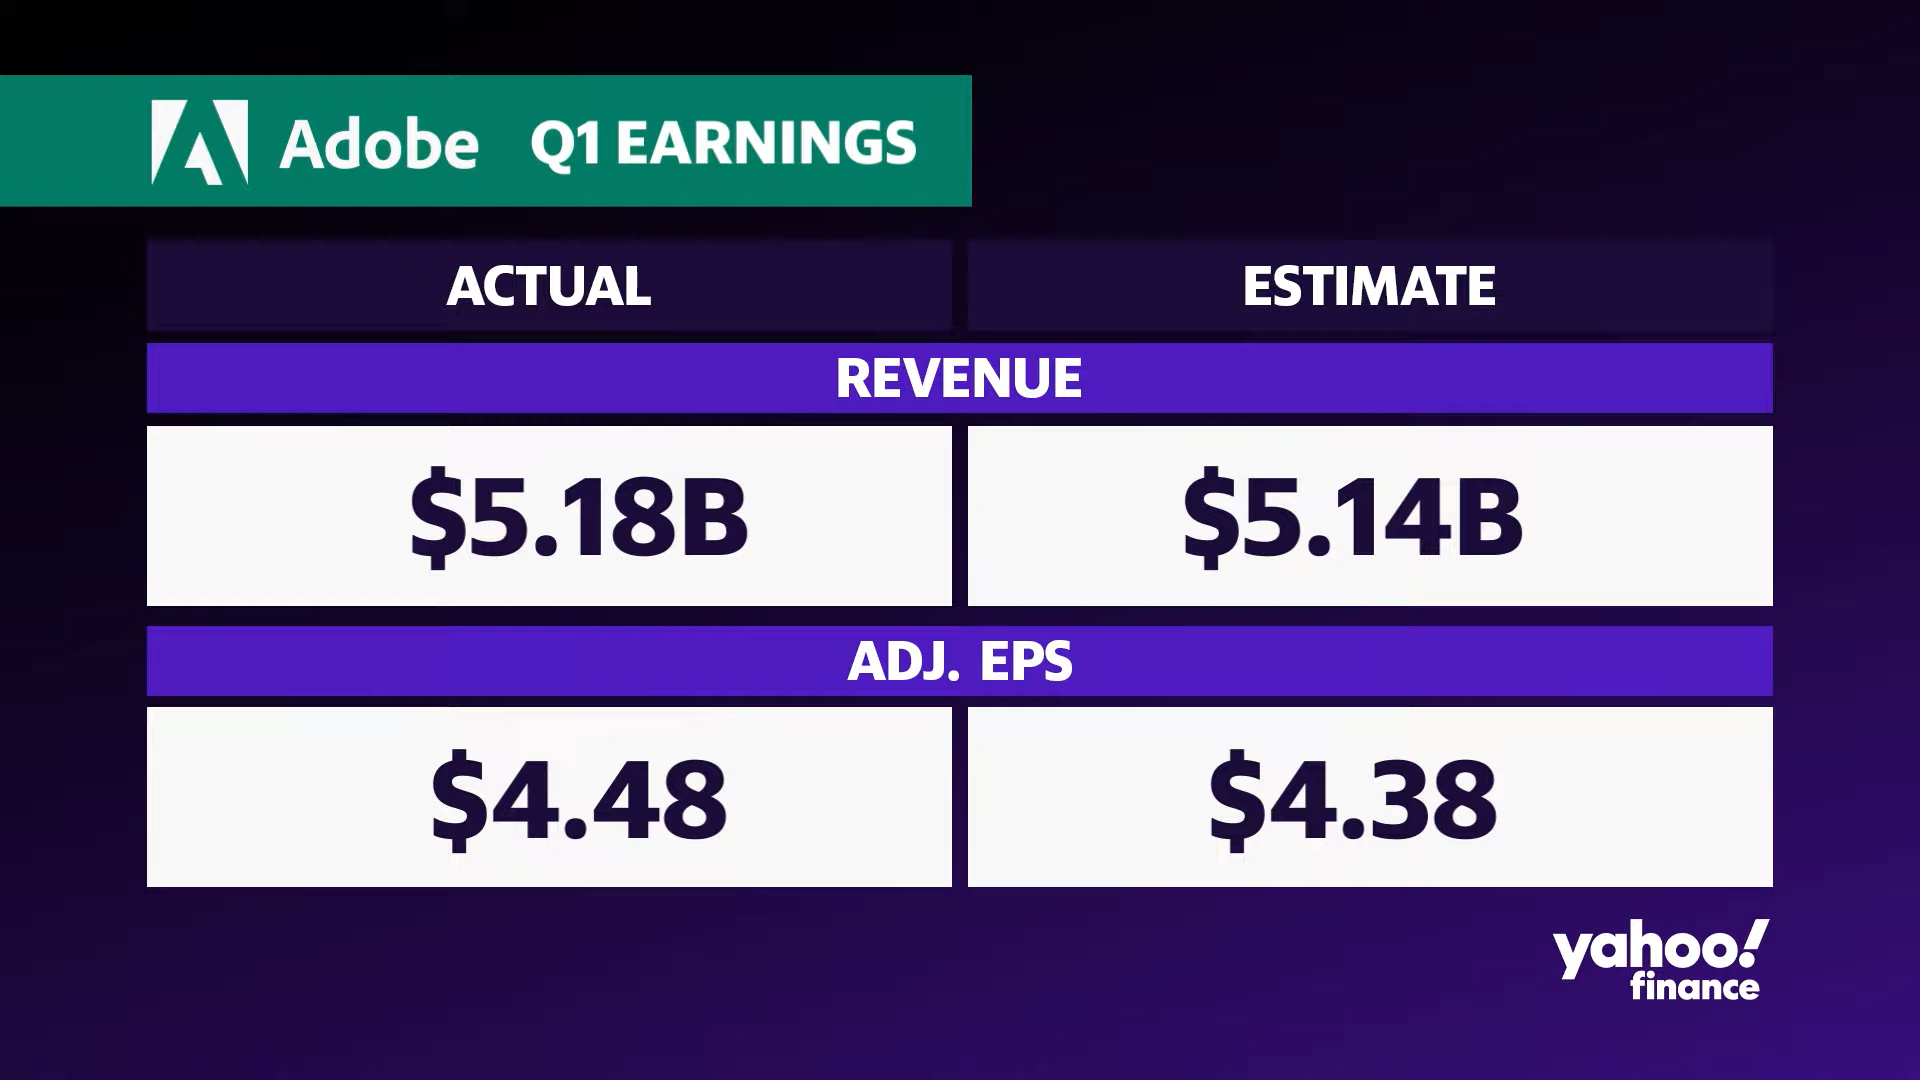 Adobe Q1 EARNINGS
ACTUAL ESTIMATE
REVENUE
$5.18B $5.14B
ADJ. EPS
$4.48 $4.38
yahoo!
finance